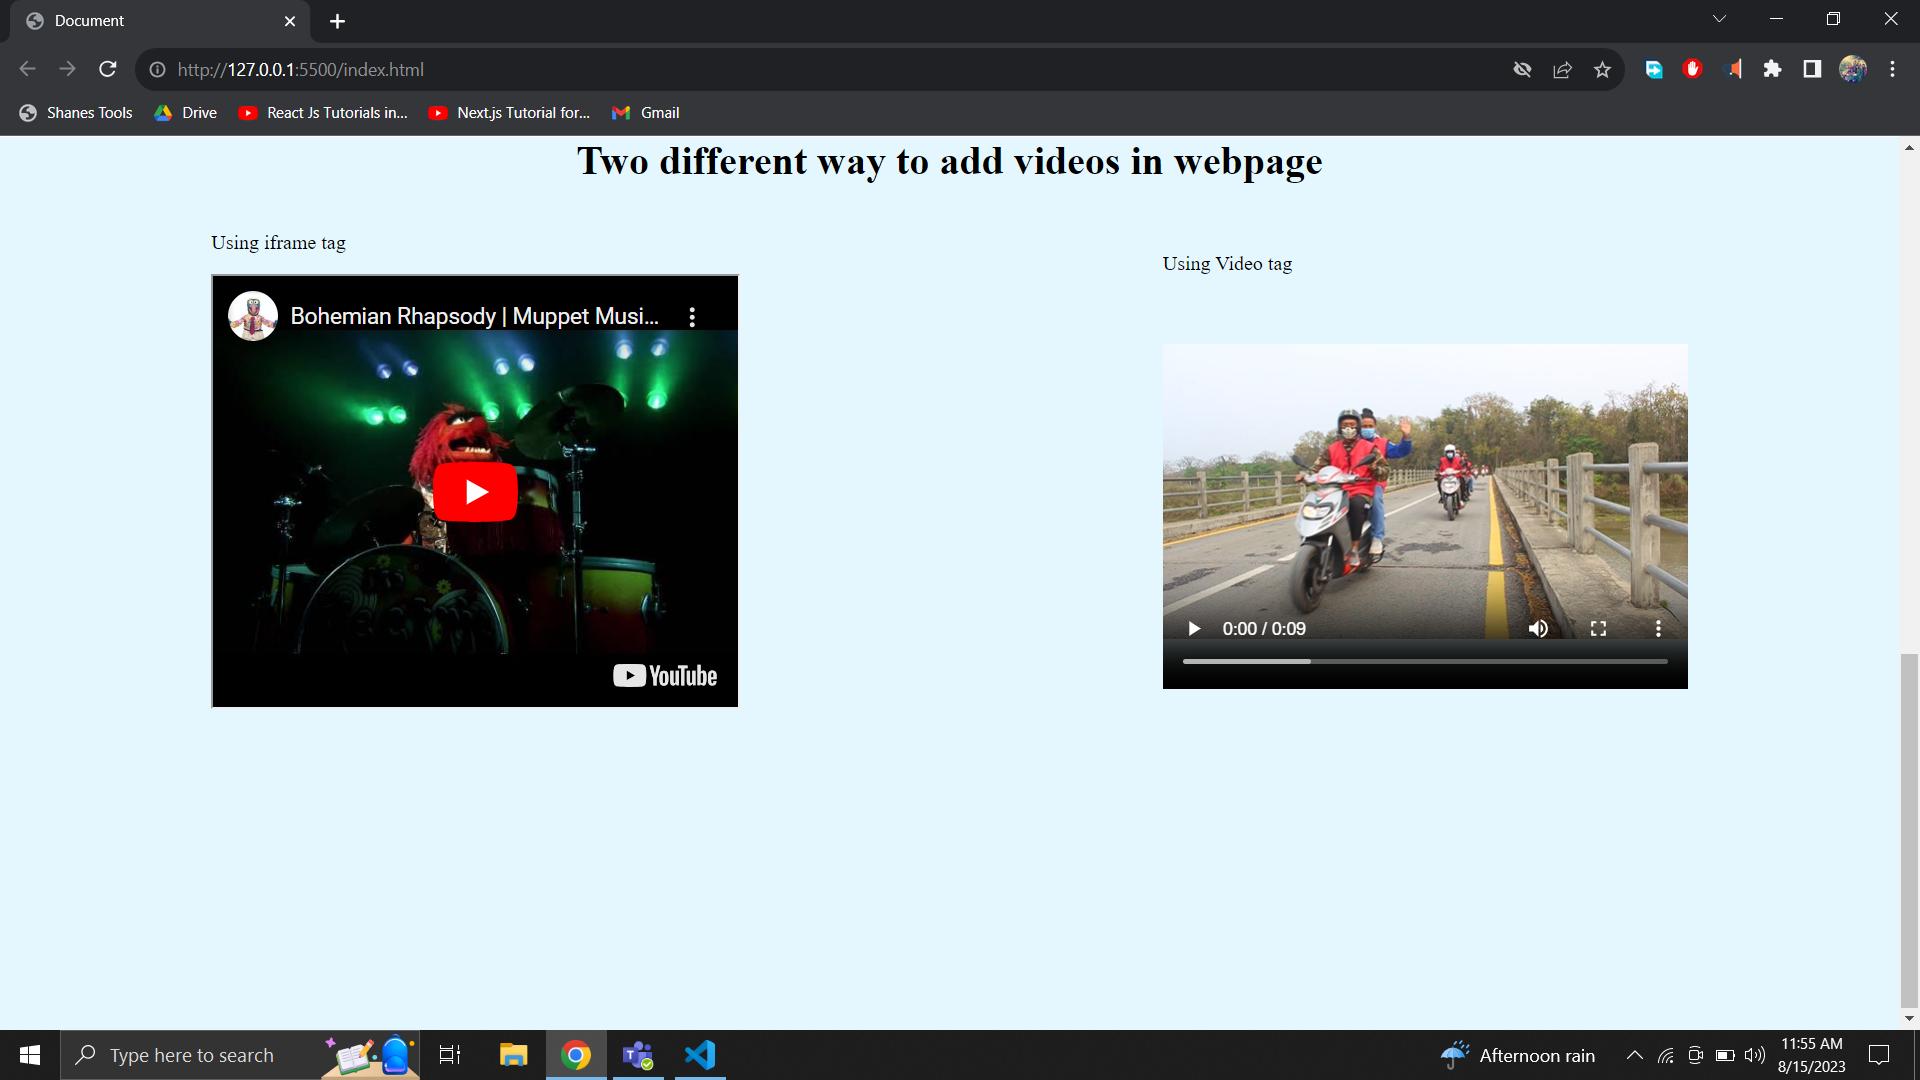 Document
http://127.0.0.1:5500/index.html
Shanes Tools
Drive
React Js Tutorials in...
Next.js Tutorial for...
Gmail
Two different way to add videos in webpage
Using iframe tag
Bohemian Rhapsody | Muppet Musi...
YouTube
Using Video tag
0:00 / 0:09
Type here to search
Afternoon rain
11:55 AM
8/15/2023